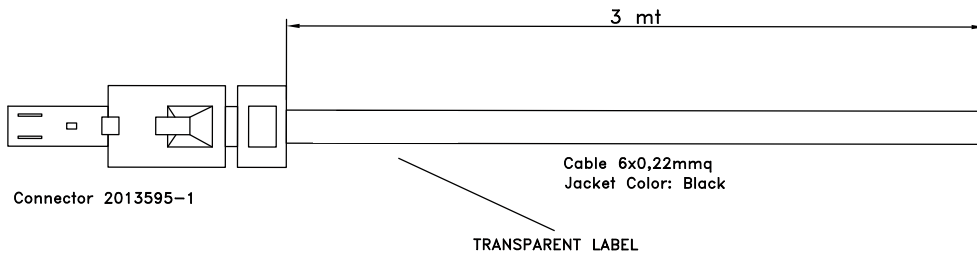 3 mt
Cable 6x0,22mmq
Jacket Color: Black
Connector 2013595-1
TRANSPARENT LABEL